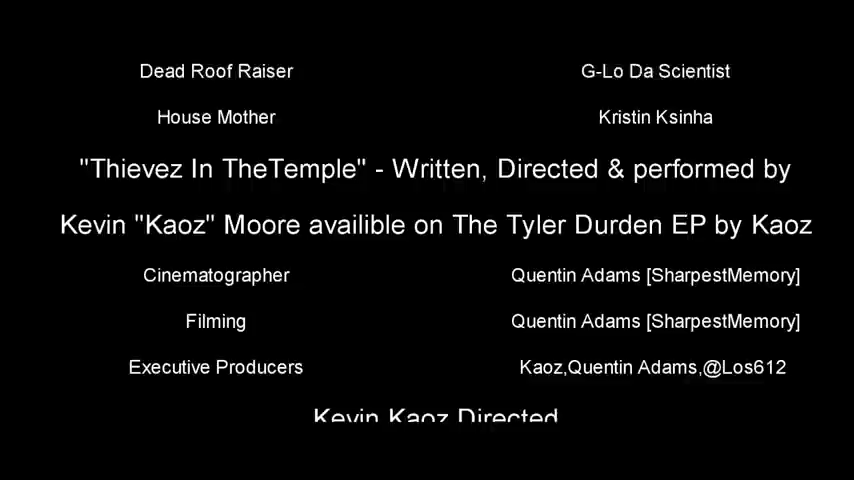 Dead Roof Raiser G-Lo Da Scientist
House Mother Kristin Ksinha
"Thievez In TheTemple" - Written, Directed & performed by
Kevin "Kaoz" Moore availible on The Tyler Durden EP by Kaoz
Cinematographer Quentin Adams [SharpestMemory]
Filming Quentin Adams [SharpestMemory]
Executive Producers Kaoz,Quentin Adams,@Los612
Kevin Kaoz Directed